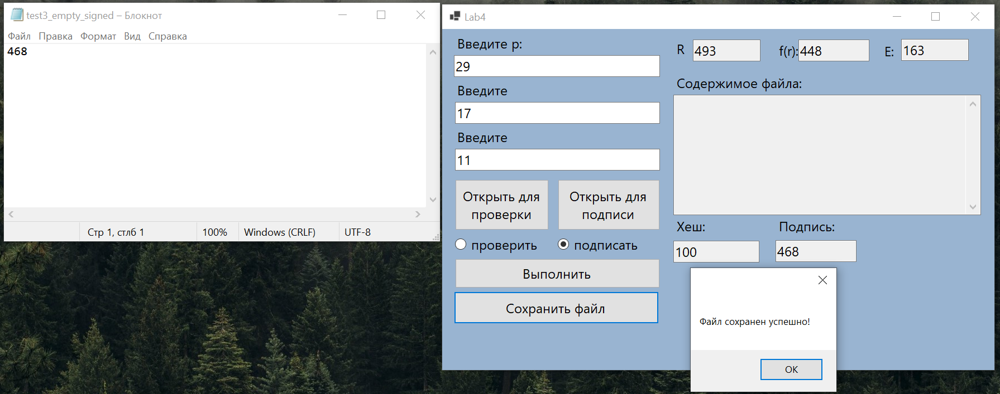 test3_empty_signed – Блокнот
Файл Правка Формат Вид Справка
468
Стр 1, стлб 1 100% Windows (CRLF) UTF-8
Lab4
Введите p:
29
Введите
17
Введите
11
Открыть для
проверки
Открыть для
подписи
проверить подписать
Выполнить
Сохранить файл
R 493 f(r): 448 E: 163
Содержимое файла:
Хеш: Подпись:
100 468
Файл сохранен успешно!
ОК